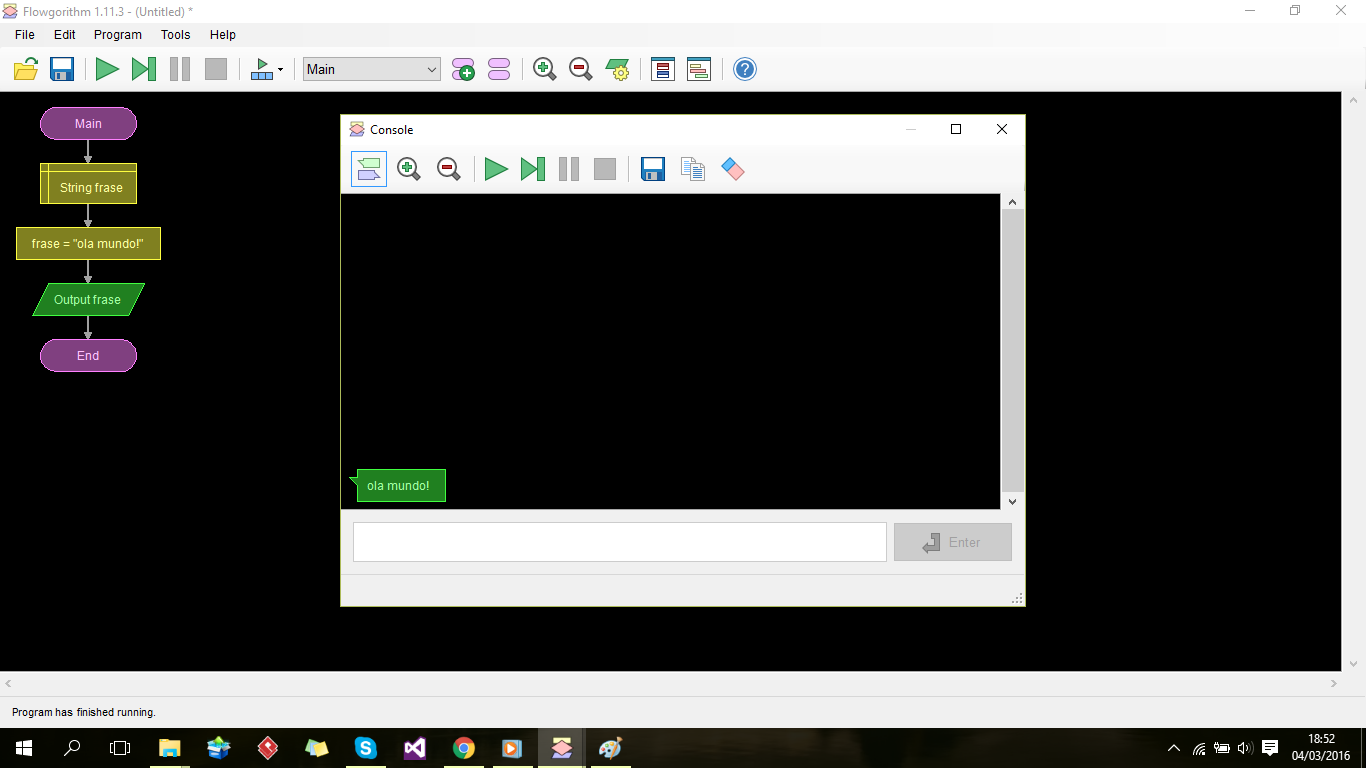 Flowgorithm 1.11.3 - (Untitled) *
File Edit Program Tools Help
Main
Main
String frase
frase = "ola mundo!"
Output frase
End
Console
ola mundo!
Enter
Program has finished running.
18:52
04/03/2016